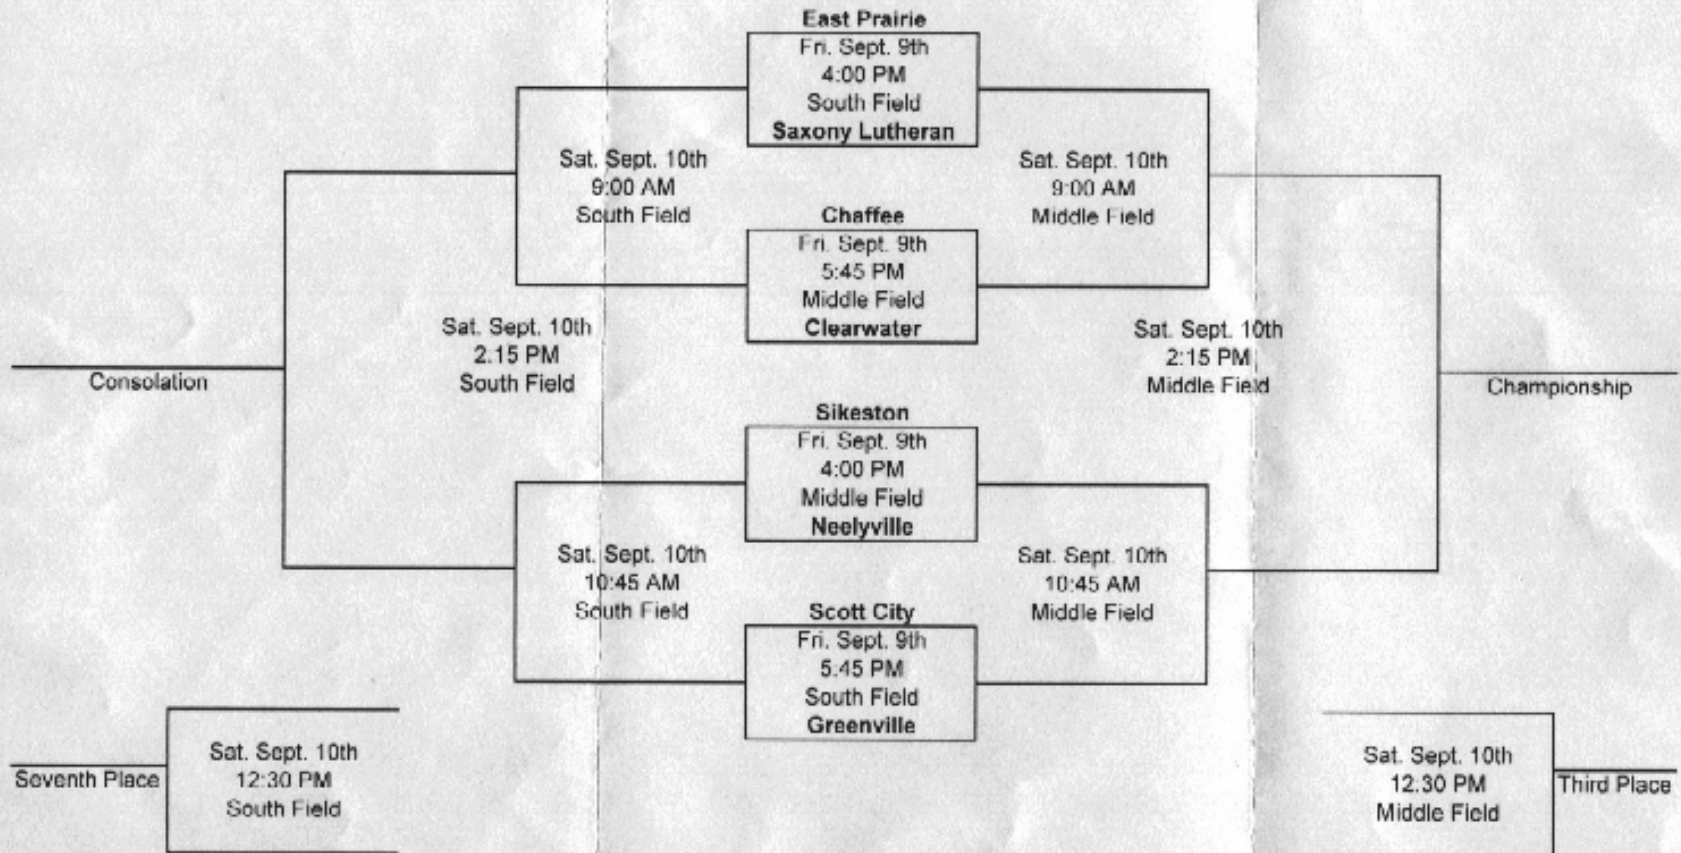 East Prairie
Fri. Sept. 9th
4:00 PM
South Field
Saxony Lutheran
Sat. Sept. 10th
9:00 AM
South Field
Sat. Sept. 10th
9:00 AM
Middle Field
Chaffee
Fri. Sept. 9th
5:45 PM
Middle Field
Clearwater
Sat. Sept. 10th
2:15 PM
South Field
Consolation
Sat. Sept. 10th
2:15 PM
Middle Field
Championship
Sikeston
Fri. Sept. 9th
4:00 PM
Middle Field
Neelyville
Sat. Sept. 10th
10:45 AM
South Field
Sat. Sept. 10th
10:45 AM
Middle Field
Scott City
Fri. Sept. 9th
5:45 PM
South Field
Greenville
Sat. Sept. 10th
12:30 PM
South Field
Seventh Place
Sat. Sept. 10th
12:30 PM
Middle Field
Third Place